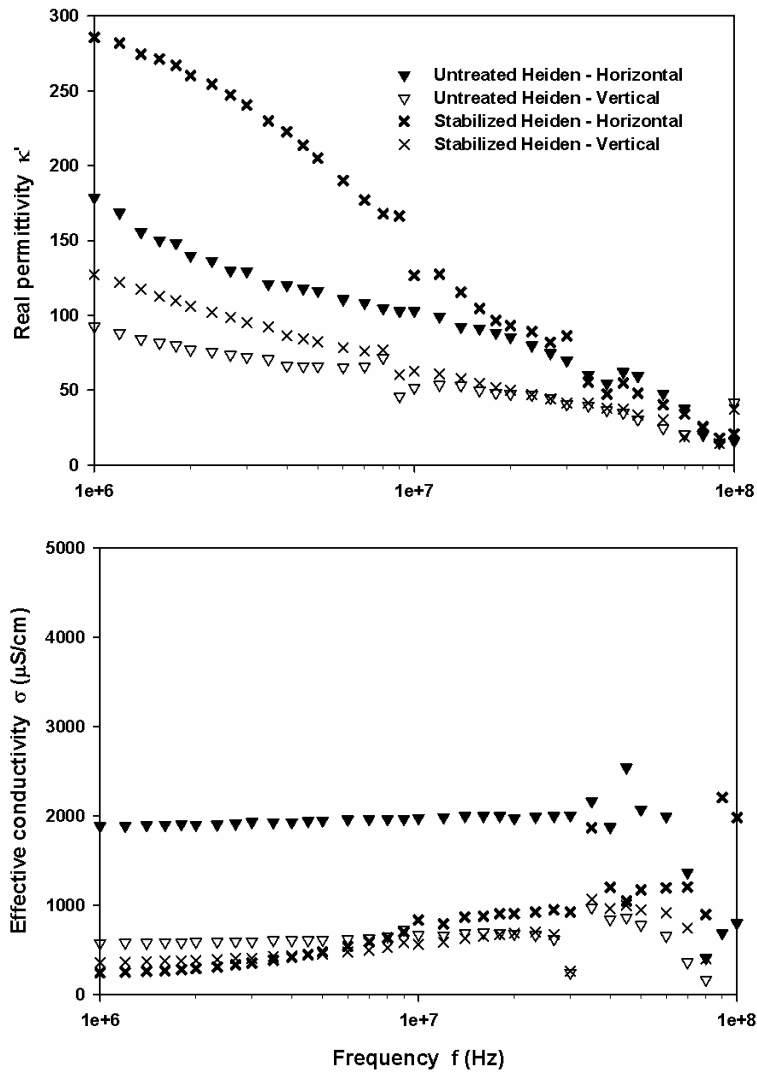 300
250
200
150
100
50
0
Real permittivity κ'
Untreated Heiden - Horizontal
Untreated Heiden - Vertical
Stabilized Heiden - Horizontal
Stabilized Heiden - Vertical
1e+6 1e+7 1e+8
5000
4000
3000
2000
1000
0
Effective conductivity σ (μS/cm)
1e+6 1e+7 1e+8
Frequency f (Hz)